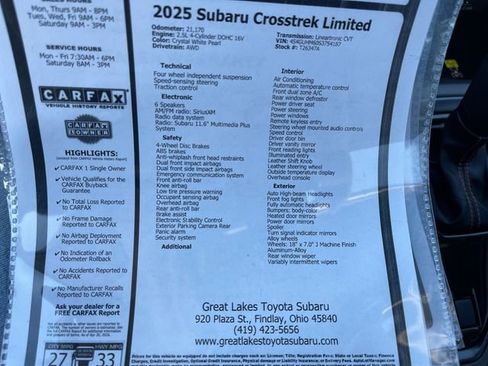 Mon, Thurs 9AM - 8PM
Tues, Wed, Fri 9AM - 6PM
Saturday 9AM - 3PM
SERVICE HOURS
Mon - Fri 7:30AM - 6PM
Saturday 8AM - 3PM
CARFAX
VEHICLE HISTORY REPORTS
CARFAX
1 OWNER
HIGHLIGHTS:
CARFAX 1 Single Owner
Vehicle Qualifies for the
CARFAX Buyback
Guarantee
No Total Loss Reported
to CARFAX
No Frame Damage
Reported to CARFAX
No Airbag Deployment
Reported to CARFAX
No Indication of an
Odometer Rollback
No Accidents Reported to
CARFAX
No Manufacturer Recalls
Reported to CARFAX
Ask your dealer for a
FREE CARFAX Report
CITY MPG
27
HWY MPG
33
2025 Subaru Crosstrek Limited
Odometer: 21,170
Engine: 2.5L 4-Cylinder DOHC 16V
Color: Crystal White Pearl
Drivetrain: AWD
Transmission: Lineartronic CVT
Stock #: T26347A
Technical
Four wheel independent suspension
Speed-sensing steering
Traction control
Electronic
6 Speakers
AM/FM radio: SiriusXM
Radio data system
Radio: Subaru 11.6" Multimedia Plus
System
Safety
4-Wheel Disc Brakes
ABS brakes
Anti-whiplash front head restraints
Dual front impact airbags
Dual front side impact airbags
Emergency communication system
Front anti-roll bar
Knee airbag
Low tire pressure warning
Occupant sensing airbag
Overhead airbag
Rear anti-roll bar
Brake assist
Electronic Stability Control
Exterior Parking Camera Rear
Panic alarm
Security system
Additional
Interior
Air Conditioning
Automatic temperature control
Front dual zone A/C
Rear window defroster
Power driver seat
Power steering
Power windows
Remote keyless entry
Steering wheel mounted audio controls
Speed control
Driver door bin
Driver vanity mirror
Front reading lights
Illuminated entry
Leather Shift Knob
Leather steering wheel
Outside temperature display
Overhead console
Exterior
Auto High-beam Headlights
Front fog lights
Fully automatic headlights
Bumpers: body-color
Heated door mirrors
Power door mirrors
Spoiler
Turn signal indicator mirrors
Alloy wheels
Wheels: 18" x 7.0" J Machine Finish
Aluminum-Alloy
Rear window wiper
Variably intermittent wipers
Great Lakes Toyota Subaru
920 Plaza St., Findlay, Ohio 45840
(419) 423-5656
www.greatlakestoyotasubaru.com